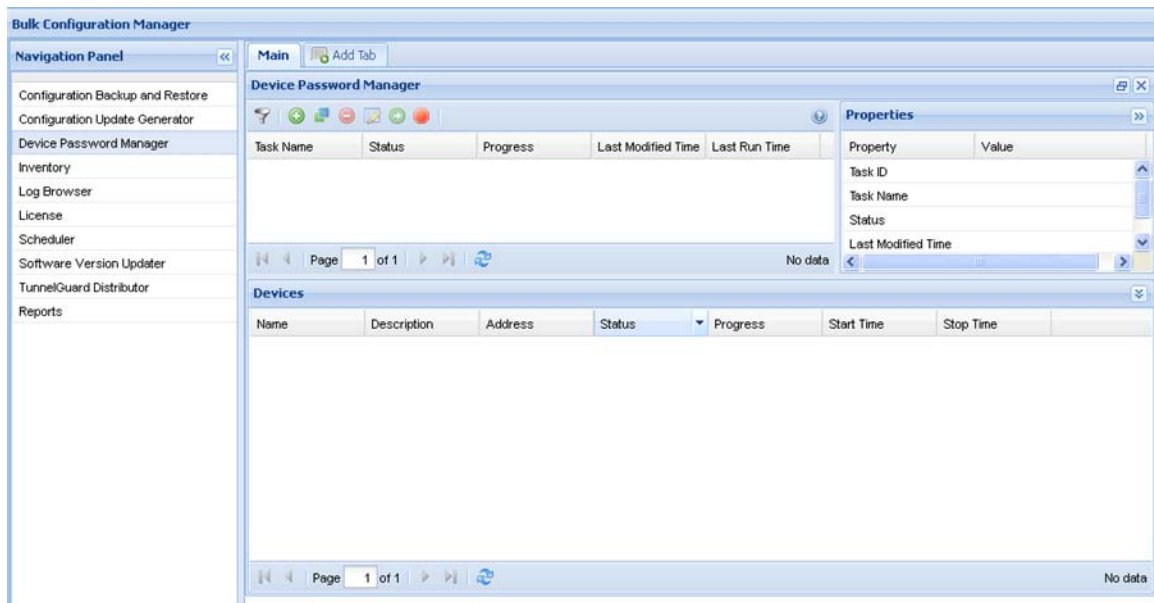 Bulk Configuration Manager
Navigation Panel
Configuration Backup and Restore
Configuration Update Generator
Device Password Manager
Inventory
Log Browser
License
Scheduler
Software Version Updater
TunnelGuard Distributor
Reports
Main Add Tab
Device Password Manager
Task Name Status Progress Last Modified Time Last Run Time
Page 1 of 1 No data
Properties
Property Value
Task ID
Task Name
Status
Last Modified Time
Devices
Name Description Address Status Progress Start Time Stop Time
Page 1 of 1 No data